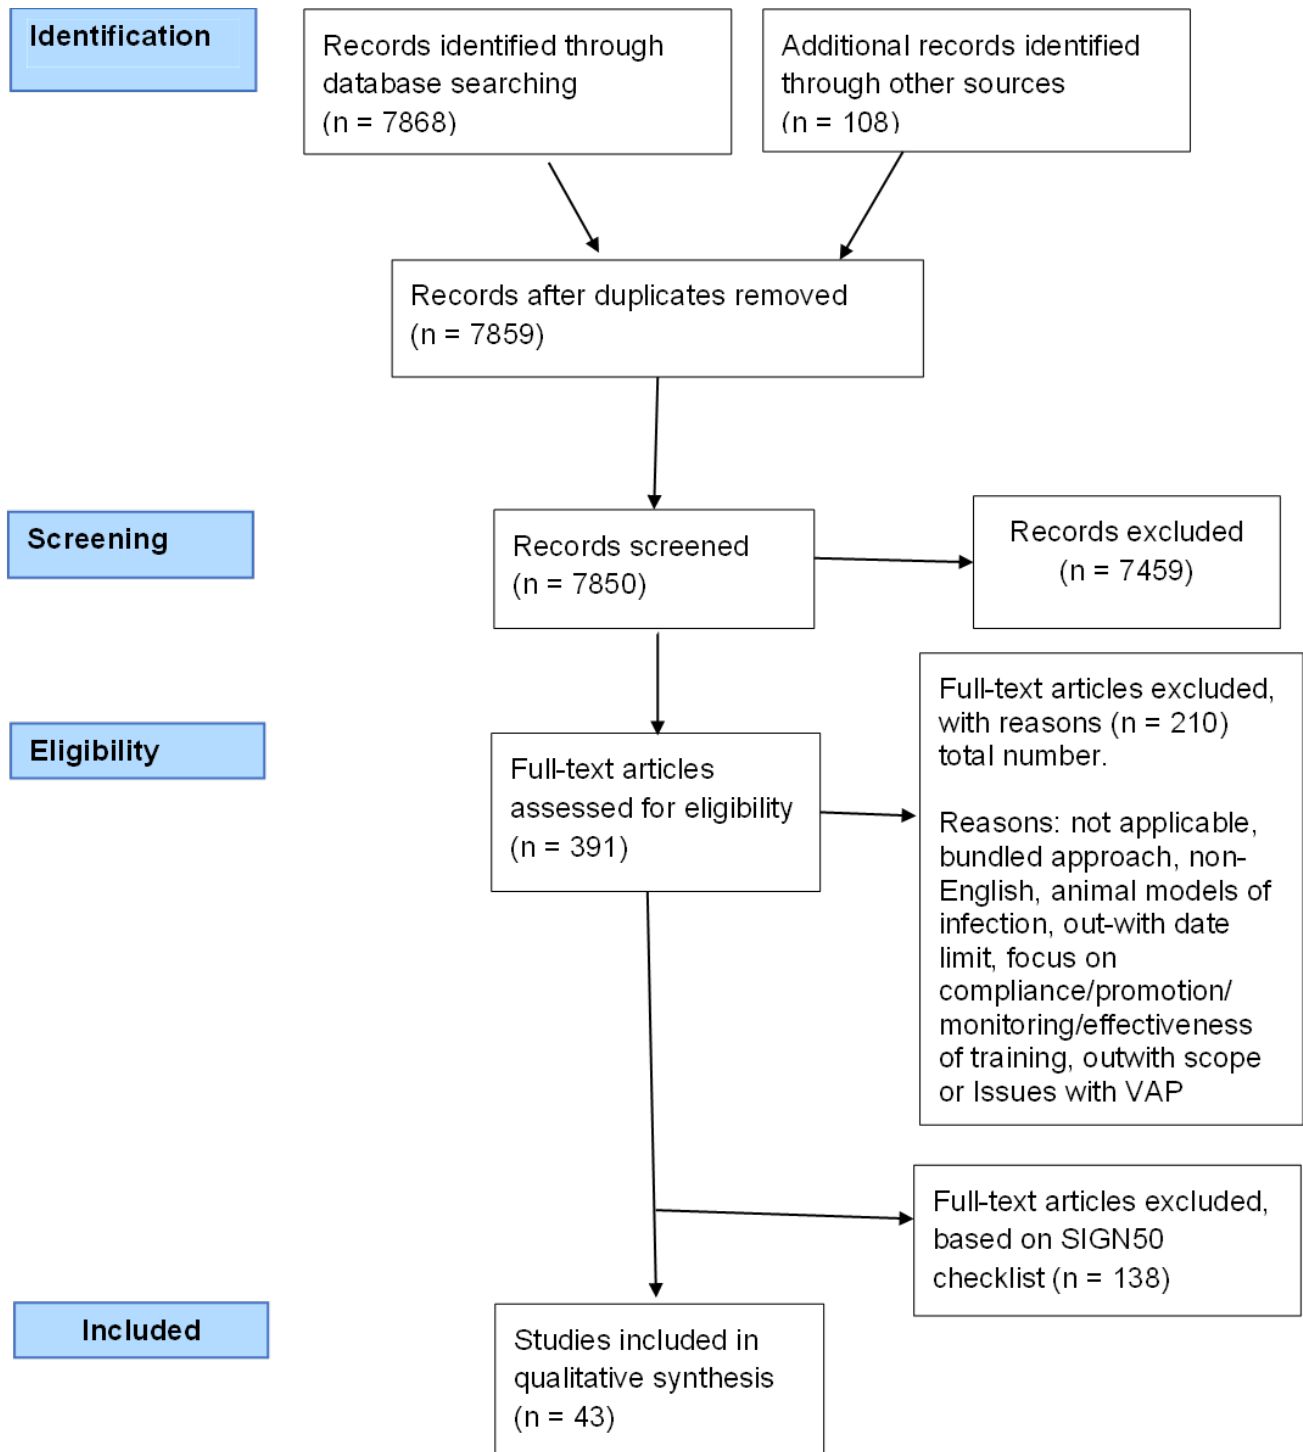 Identification
Records identified through
database searching
(n = 7868)
Additional records identified
through other sources
(n = 108)
Records after duplicates removed
(n = 7859)
Screening
Records screened
(n = 7850)
Records excluded
(n = 7459)
Eligibility
Full-text articles
assessed for eligibility
(n = 391)
Full-text articles excluded,
with reasons (n = 210)
total number.
Reasons: not applicable,
bundled approach, non-
English, animal models of
infection, out-with date
limit, focus on
compliance/promotion/
monitoring/effectiveness
of training, outwith scope
or Issues with VAP
Full-text articles excluded,
based on SIGN50
checklist (n = 138)
Included
Studies included in
qualitative synthesis
(n = 43)